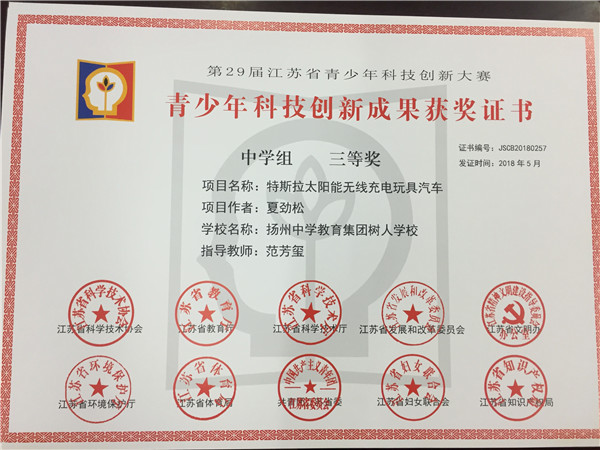 第29届江苏省青少年科技创新大赛
青少年科技创新成果获奖证书
证书编号：JSCB20180257
中学组 三等奖
发证时间：2018 年 5 月
项目名称：特斯拉太阳能无线充电玩具汽车
项目作者：夏劲松
学校名称：扬州中学教育集团树人学校
指导教师：范芳玺
江苏省科学技术协会
江苏省教育厅
江苏省科学技术厅
江苏省发展和改革委员会
江苏省文明办
江苏省环境保护厅
江苏省体育局
共青团江苏省委
江苏省妇女联合会
江苏省知识产权局